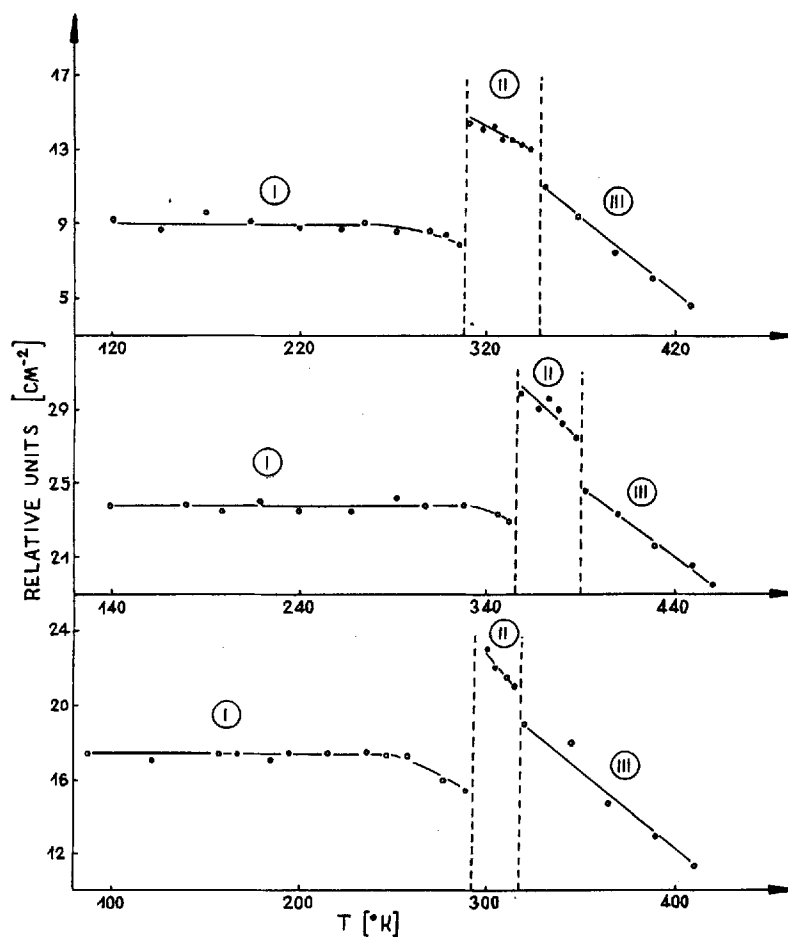 17
13
9
5
I
II
III
120 220 320 420
29
25
21
I
II
III
140 240 340 440
24
20
16
12
I
II
III
100 200 300 400
RELATIVE UNITS [CM⁻²]
T [°K]